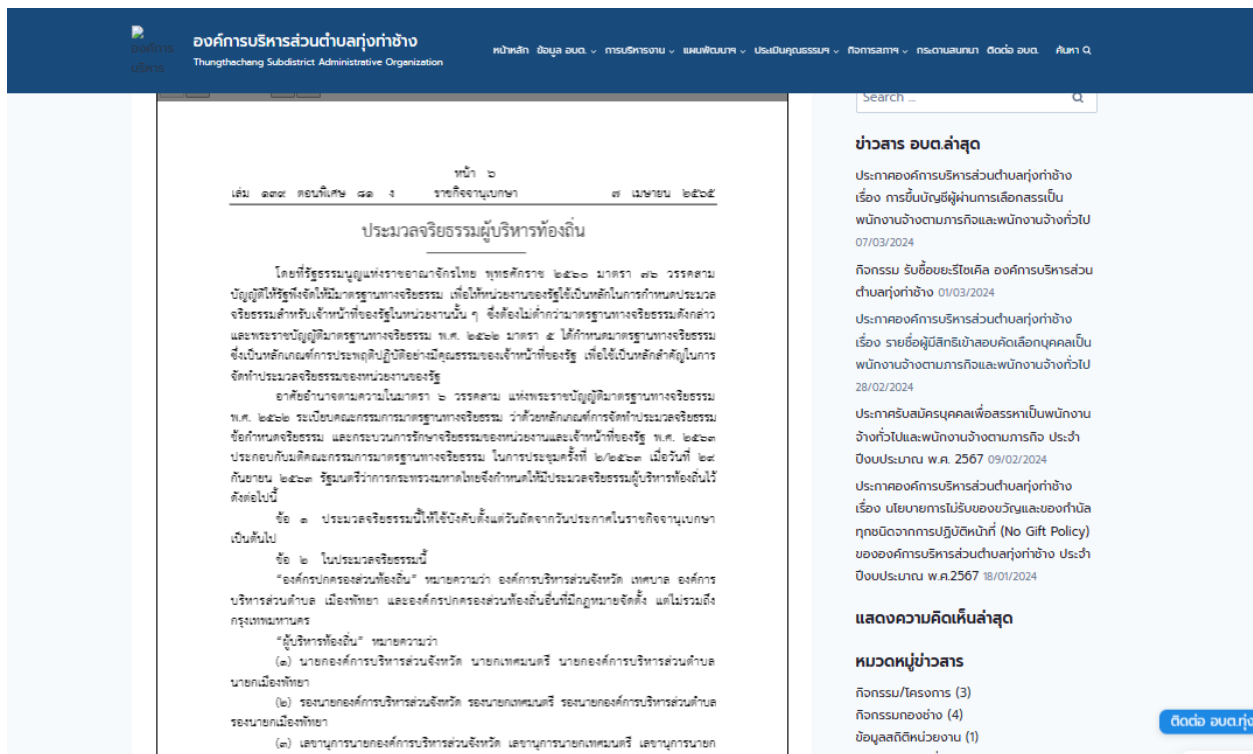 องค์การบริหาร
องค์การบริหารส่วนตำบลทุ่งท่าช้าง
Thungthachang Subdistrict Administrative Organization
หน้าหลัก ข้อมูล อบต. การบริหารงาน แผนพัฒนาฯ ประเมินคุณธรรมฯ กิจการสภาฯ กระดานสนทนา ติดต่อ อบต. ค้นหา
หน้า ๖
เล่ม ๑๓๙ ตอนพิเศษ ๘๑ ง ราชกิจจานุเบกษา ๗ เมษายน ๒๕๖๕
ประมวลจริยธรรมผู้บริหารท้องถิ่น
โดยที่รัฐธรรมนูญแห่งราชอาณาจักรไทย พุทธศักราช ๒๕๖๐ มาตรา ๗๖ วรรคสาม
บัญญัติให้รัฐพึงจัดให้มีมาตรฐานทางจริยธรรม เพื่อให้หน่วยงานของรัฐใช้เป็นหลักในการกำหนดประมวล
จริยธรรมสำหรับเจ้าหน้าที่ของรัฐในหน่วยงานนั้น ๆ ซึ่งต้องไม่ต่ำกว่ามาตรฐานทางจริยธรรมดังกล่าว
และพระราชบัญญัติมาตรฐานทางจริยธรรม พ.ศ. ๒๕๖๒ มาตรา ๕ ได้กำหนดมาตรฐานทางจริยธรรม
ซึ่งเป็นหลักเกณฑ์การประพฤติปฏิบัติอย่างมีคุณธรรมของเจ้าหน้าที่ของรัฐ เพื่อใช้เป็นหลักสำคัญในการ
จัดทำประมวลจริยธรรมของหน่วยงานของรัฐ
อาศัยอำนาจตามความในมาตรา ๖ วรรคสาม แห่งพระราชบัญญัติมาตรฐานทางจริยธรรม
พ.ศ. ๒๕๖๒ ระเบียบคณะกรรมการมาตรฐานทางจริยธรรม ว่าด้วยหลักเกณฑ์การจัดทำประมวลจริยธรรม
ข้อกำหนดจริยธรรม และกระบวนการรักษาจริยธรรมของหน่วยงานและเจ้าหน้าที่ของรัฐ พ.ศ. ๒๕๖๓
ประกอบกับมติคณะกรรมการมาตรฐานทางจริยธรรม ในการประชุมครั้งที่ ๒/๒๕๖๓ เมื่อวันที่ ๒๙
กันยายน ๒๕๖๓ รัฐมนตรีว่าการกระทรวงมหาดไทยจึงกำหนดให้มีประมวลจริยธรรมผู้บริหารท้องถิ่นไว้
ดังต่อไปนี้
ข้อ ๑ ประมวลจริยธรรมนี้ให้ใช้บังคับตั้งแต่วันถัดจากวันประกาศในราชกิจจานุเบกษา
เป็นต้นไป
ข้อ ๒ ในประมวลจริยธรรมนี้
“องค์กรปกครองส่วนท้องถิ่น” หมายความว่า องค์การบริหารส่วนจังหวัด เทศบาล องค์การ
บริหารส่วนตำบล เมืองพัทยา และองค์กรปกครองส่วนท้องถิ่นอื่นที่มีกฎหมายจัดตั้ง แต่ไม่รวมถึง
กรุงเทพมหานคร
“ผู้บริหารท้องถิ่น” หมายความว่า
(๑) นายกองค์การบริหารส่วนจังหวัด นายกเทศมนตรี นายกองค์การบริหารส่วนตำบล
นายกเมืองพัทยา
(๒) รองนายกองค์การบริหารส่วนจังหวัด รองนายกเทศมนตรี รองนายกองค์การบริหารส่วนตำบล
รองนายกเมืองพัทยา
(๓) เลขานุการนายกองค์การบริหารส่วนจังหวัด เลขานุการนายกเทศมนตรี เลขานุการนายก
Search ...
ข่าวสาร อบต.ล่าสุด
ประกาศองค์การบริหารส่วนตำบลทุ่งท่าช้าง
เรื่อง การขึ้นบัญชีผู้ผ่านการเลือกสรรเป็น
พนักงานจ้างตามภารกิจและพนักงานจ้างทั่วไป
07/03/2024
กิจกรรม รับซื้อขยะรีไซเคิล องค์การบริหารส่วน
ตำบลทุ่งท่าช้าง 01/03/2024
ประกาศองค์การบริหารส่วนตำบลทุ่งท่าช้าง
เรื่อง รายชื่อผู้มีสิทธิเข้าสอบคัดเลือกบุคคลเป็น
พนักงานจ้างตามภารกิจและพนักงานจ้างทั่วไป
28/02/2024
ประกาศรับสมัครบุคคลเพื่อสรรหาเป็นพนักงาน
จ้างทั่วไปและพนักงานจ้างตามภารกิจ ประจำ
ปีงบประมาณ พ.ศ. 2567 09/02/2024
ประกาศองค์การบริหารส่วนตำบลทุ่งท่าช้าง
เรื่อง นโยบายการไม่รับของขวัญและของกำนัล
ทุกชนิดจากการปฏิบัติหน้าที่ (No Gift Policy)
ขององค์การบริหารส่วนตำบลทุ่งท่าช้าง ประจำ
ปีงบประมาณ พ.ศ.2567 18/01/2024
แสดงความคิดเห็นล่าสุด
หมวดหมู่ข่าวสาร
กิจกรรม/โครงการ (3)
กิจกรรมกองช่าง (4)
ข้อมูลสถิติหน่วยงาน (1)
ติดต่อ อบต.ทุ่ง